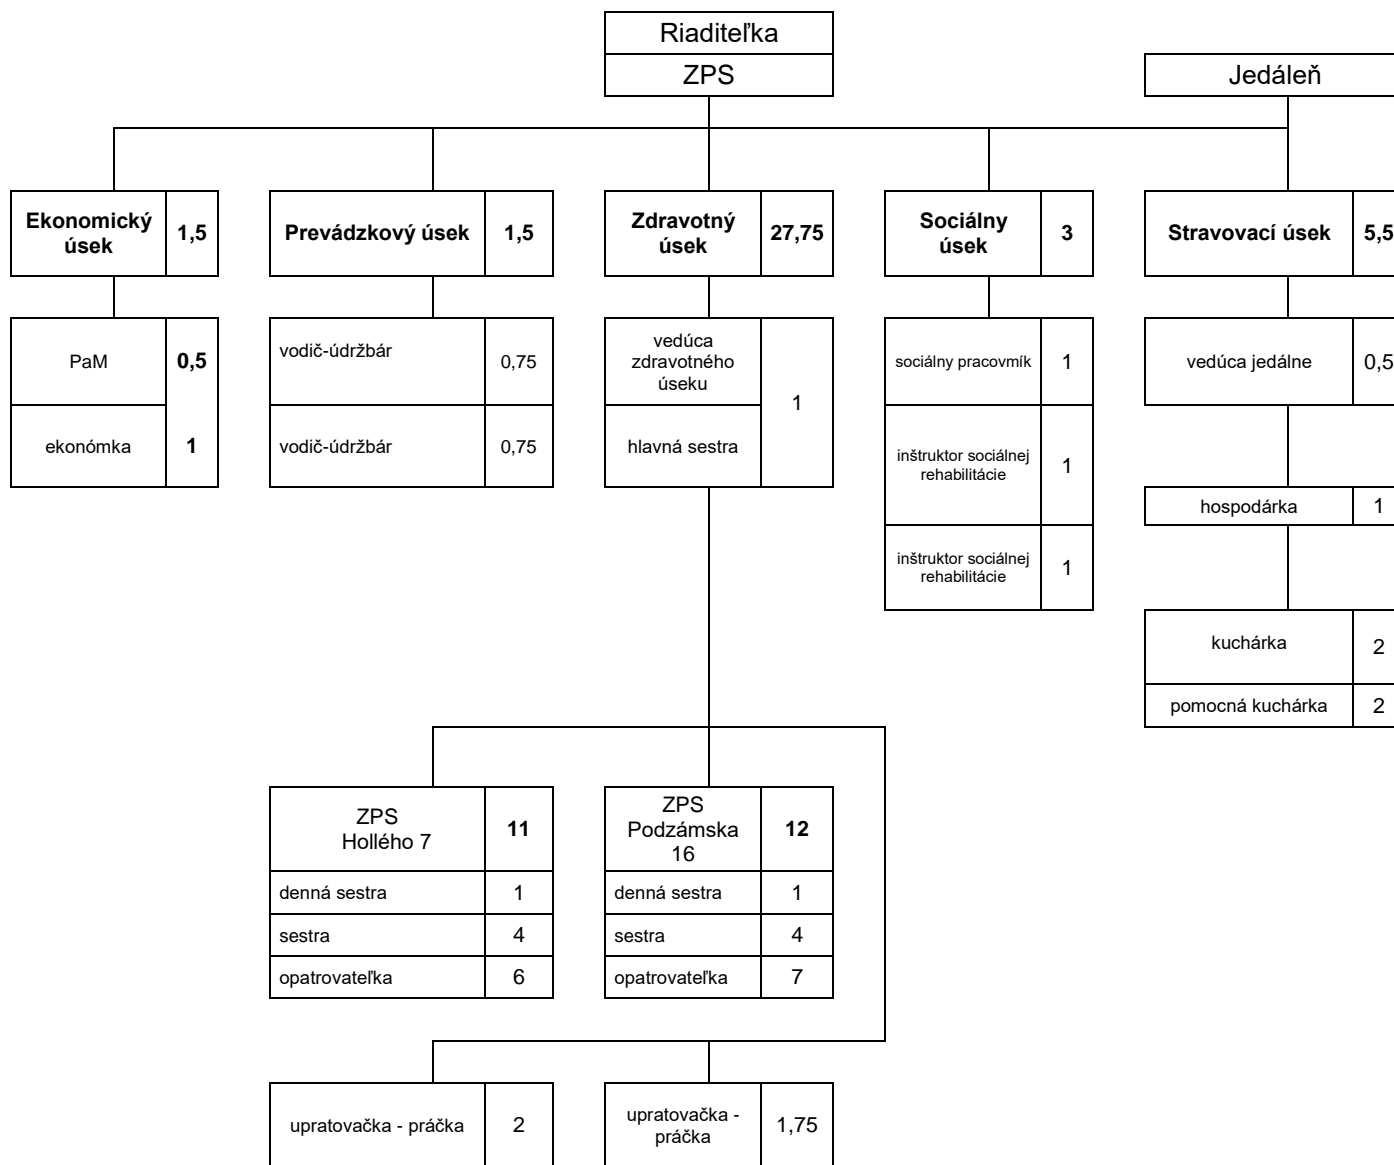 Riaditeľka
ZPS
Jedáleň
Ekonomický
úsek
1,5
Prevádzkový úsek
1,5
Zdravotný
úsek
27,75
Sociálny
úsek
3
Stravovací úsek
5,5
PaM
0,5
ekonómka
1
vodič-údržbár
0,75
vodič-údržbár
0,75
vedúca
zdravotného
úseku
hlavná sestra
1
sociálny pracovmík
1
inštruktor sociálnej
rehabilitácie
1
inštruktor sociálnej
rehabilitácie
1
vedúca jedálne
0,5
hospodárka
1
kuchárka
2
pomocná kuchárka
2
ZPS
Hollého 7
11
denná sestra
1
sestra
4
opatrovateľka
6
ZPS
Podzámska
16
12
denná sestra
1
sestra
4
opatrovateľka
7
upratovačka - práčka
2
upratovačka -
práčka
1,75